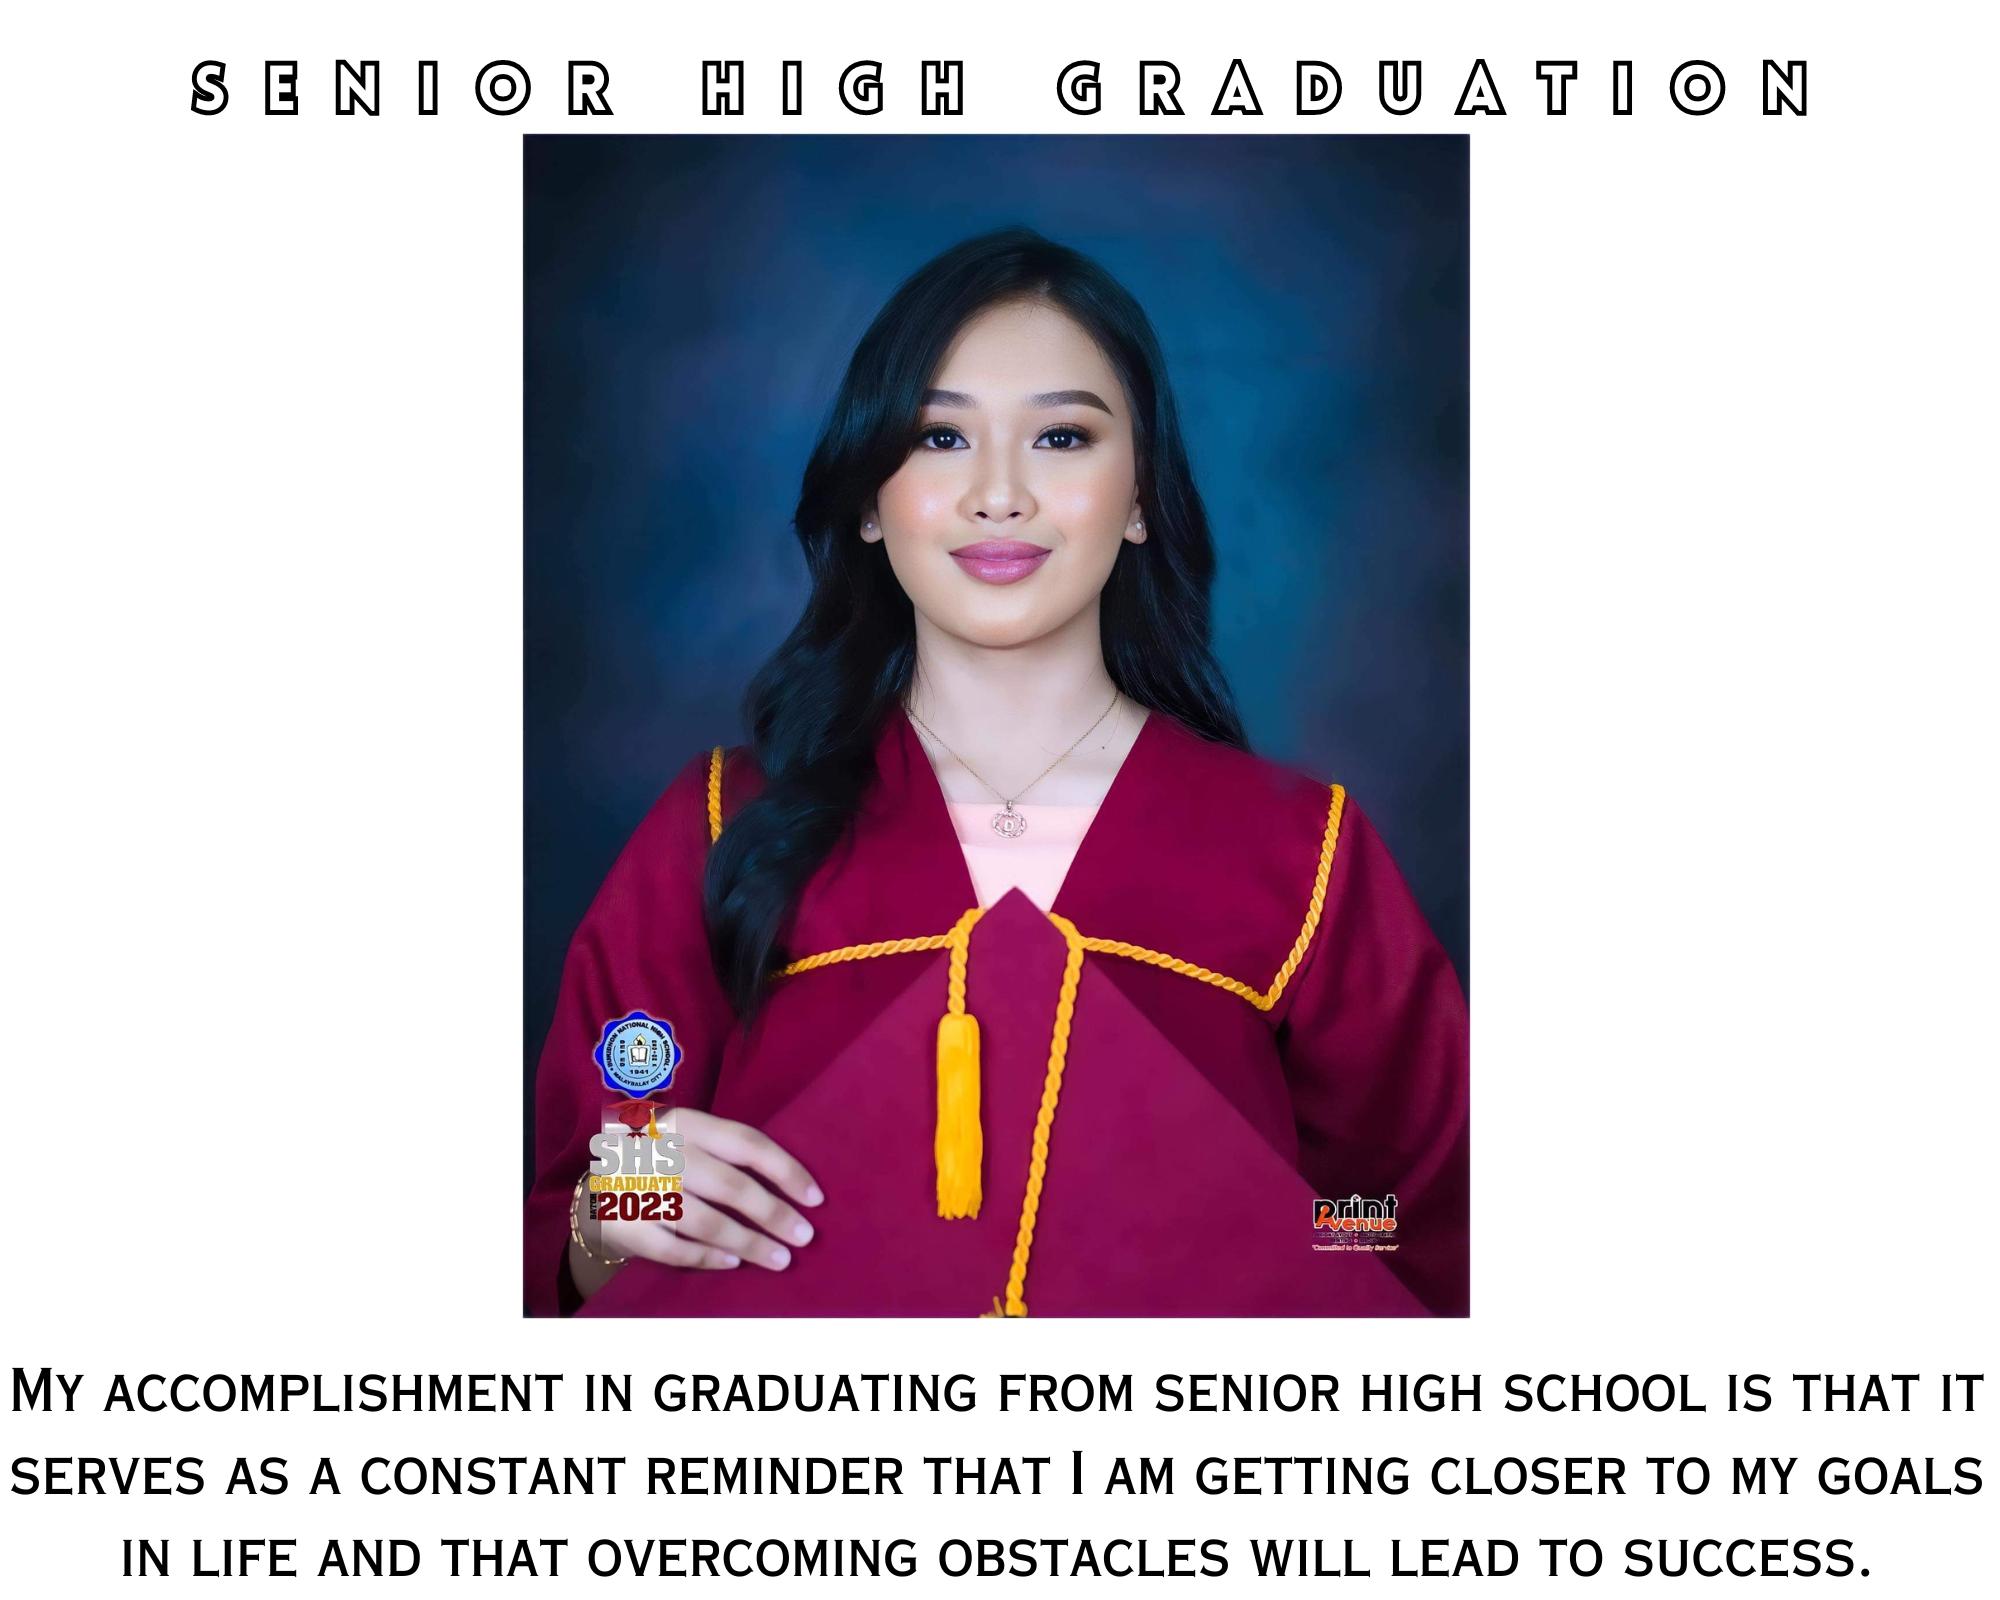 SENIOR HIGH GRADUATION
D
BUKIDNON NATIONAL HIGH SCHOOL
1941
MALAYBALAY CITY
SHS
GRADUATE
BATCH 2023
print
Avenue
"Committed to Quality Service"
My accomplishment in graduating from senior high school is that it
serves as a constant reminder that I am getting closer to my goals
in life and that overcoming obstacles will lead to success.